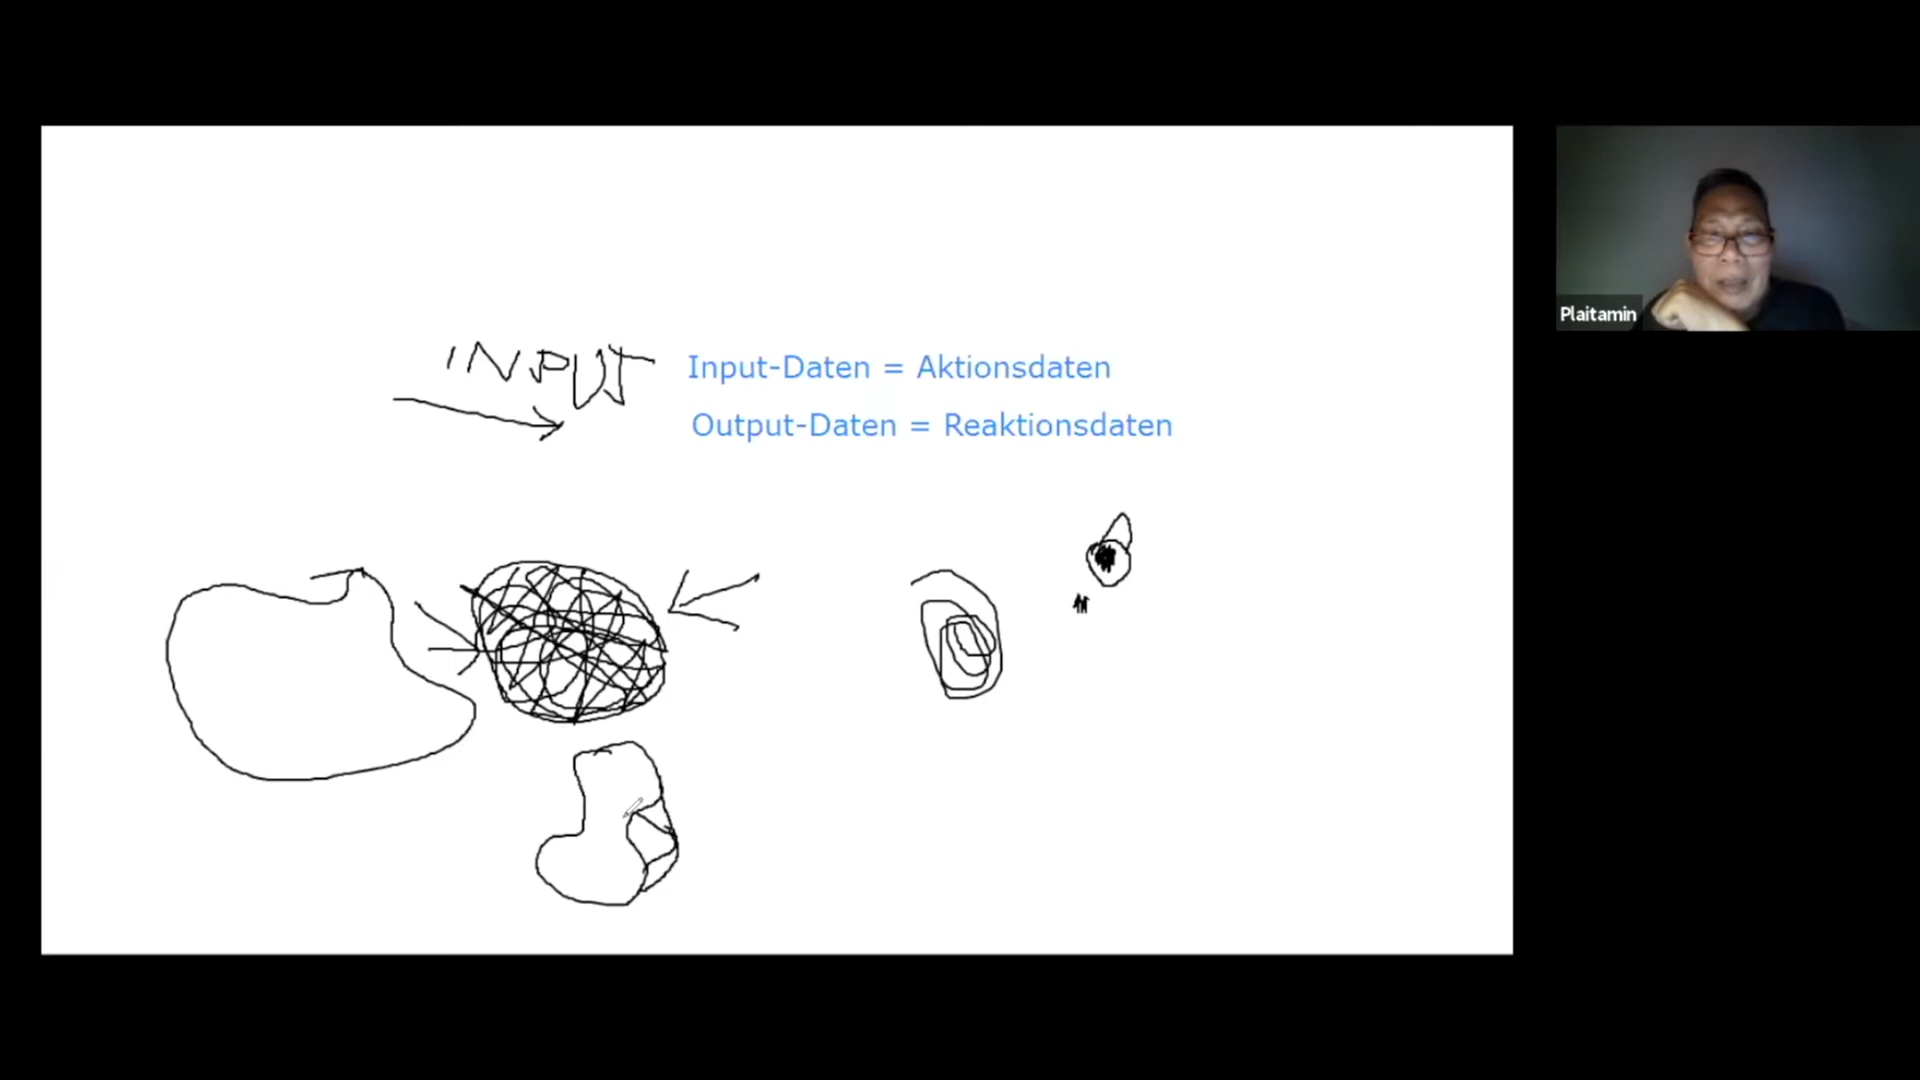 INPUT
Input-Daten = Aktionsdaten
Output-Daten = Reaktionsdaten
Plaitamin